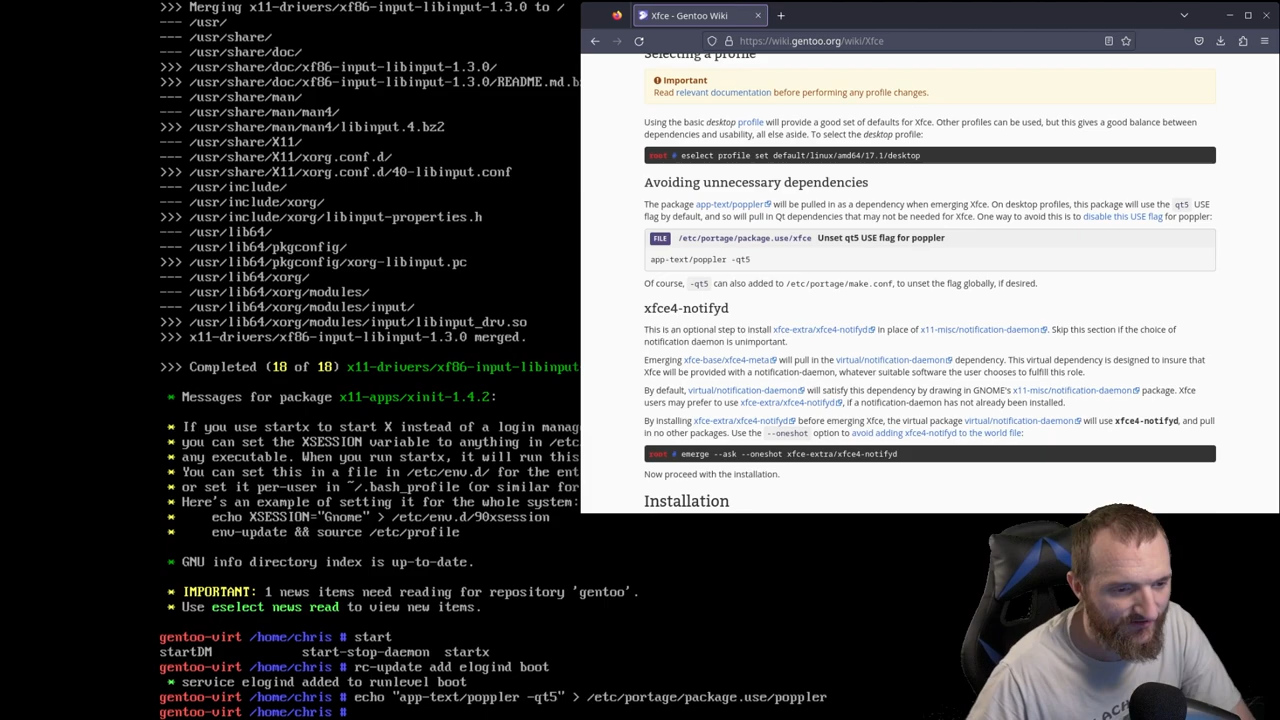 >>> Merging x11-drivers/xf86-input-libinput-1.3.0 to /
--- /usr/
--- /usr/share/
--- /usr/share/doc/
>>> /usr/share/doc/xf86-input-libinput-1.3.0/
>>> /usr/share/doc/xf86-input-libinput-1.3.0/README.md.b
--- /usr/share/man/
--- /usr/share/man/man4/
>>> /usr/share/man/man4/libinput.4.bz2
--- /usr/share/X11/
--- /usr/share/X11/xorg.conf.d/
>>> /usr/share/X11/xorg.conf.d/40-libinput.conf
--- /usr/include/
--- /usr/include/xorg/
>>> /usr/include/xorg/libinput-properties.h
--- /usr/lib64/
--- /usr/lib64/pkgconfig/
>>> /usr/lib64/pkgconfig/xorg-libinput.pc
--- /usr/lib64/xorg/
--- /usr/lib64/xorg/modules/
--- /usr/lib64/xorg/modules/input/
>>> /usr/lib64/xorg/modules/input/libinput_drv.so
>>> x11-drivers/xf86-input-libinput-1.3.0 merged.
>>> Completed (18 of 18) x11-drivers/xf86-input-libinput
* Messages for package x11-apps/xinit-1.4.2:
* If you use startx to start X instead of a login manag
* you can set the XSESSION variable to anything in /etc
* any executable. When you run startx, it will run this
* You can set this in a file in /etc/env.d/ for the ent
* or set it per-user in ~/.bash_profile (or similar for
* Here's an example of setting it for the whole system:
* echo XSESSION="Gnome" > /etc/env.d/90xsession
* env-update && source /etc/profile
* GNU info directory index is up-to-date.
* IMPORTANT: 1 news items need reading for repository 'gentoo'.
* Use eselect news read to view new items.
gentoo-virt /home/chris # start
startDM start-stop-daemon startx
gentoo-virt /home/chris # rc-update add elogind boot
* service elogind added to runlevel boot
gentoo-virt /home/chris # echo "app-text/poppler -qt5" > /etc/portage/package.use/poppler
gentoo-virt /home/chris #
Xfce - Gentoo Wiki
https://wiki.gentoo.org/wiki/Xfce
Selecting a profile
Important
Read relevant documentation before performing any profile changes.
Using the basic desktop profile will provide a good set of defaults for Xfce. Other profiles can be used, but this gives a good balance between
dependencies and usability, all else aside. To select the desktop profile:
root # eselect profile set default/linux/amd64/17.1/desktop
Avoiding unnecessary dependencies
The package app-text/poppler will be pulled in as a dependency when emerging Xfce. On desktop profiles, this package will use the qt5 USE
flag by default, and so will pull in Qt dependencies that may not be needed for Xfce. One way to avoid this is to disable this USE flag for poppler:
FILE /etc/portage/package.use/xfce Unset qt5 USE flag for poppler
app-text/poppler -qt5
Of course, -qt5 can also added to /etc/portage/make.conf, to unset the flag globally, if desired.
xfce4-notifyd
This is an optional step to install xfce-extra/xfce4-notifyd in place of x11-misc/notification-daemon. Skip this section if the choice of
notification daemon is unimportant.
Emerging xfce-base/xfce4-meta will pull in the virtual/notification-daemon dependency. This virtual dependency is designed to insure that
Xfce will be provided with a notification-daemon, whatever suitable software the user chooses to fulfill this role.
By default, virtual/notification-daemon will satisfy this dependency by drawing in GNOME's x11-misc/notification-daemon package. Xfce
users may prefer to use xfce-extra/xfce4-notifyd, if a notification-daemon has not already been installed.
By installing xfce-extra/xfce4-notifyd before emerging Xfce, the virtual package virtual/notification-daemon will use xfce4-notifyd, and pull
in no other packages. Use the --oneshot option to avoid adding xfce4-notifyd to the world file:
root # emerge --ask --oneshot xfce-extra/xfce4-notifyd
Now proceed with the installation.
Installation